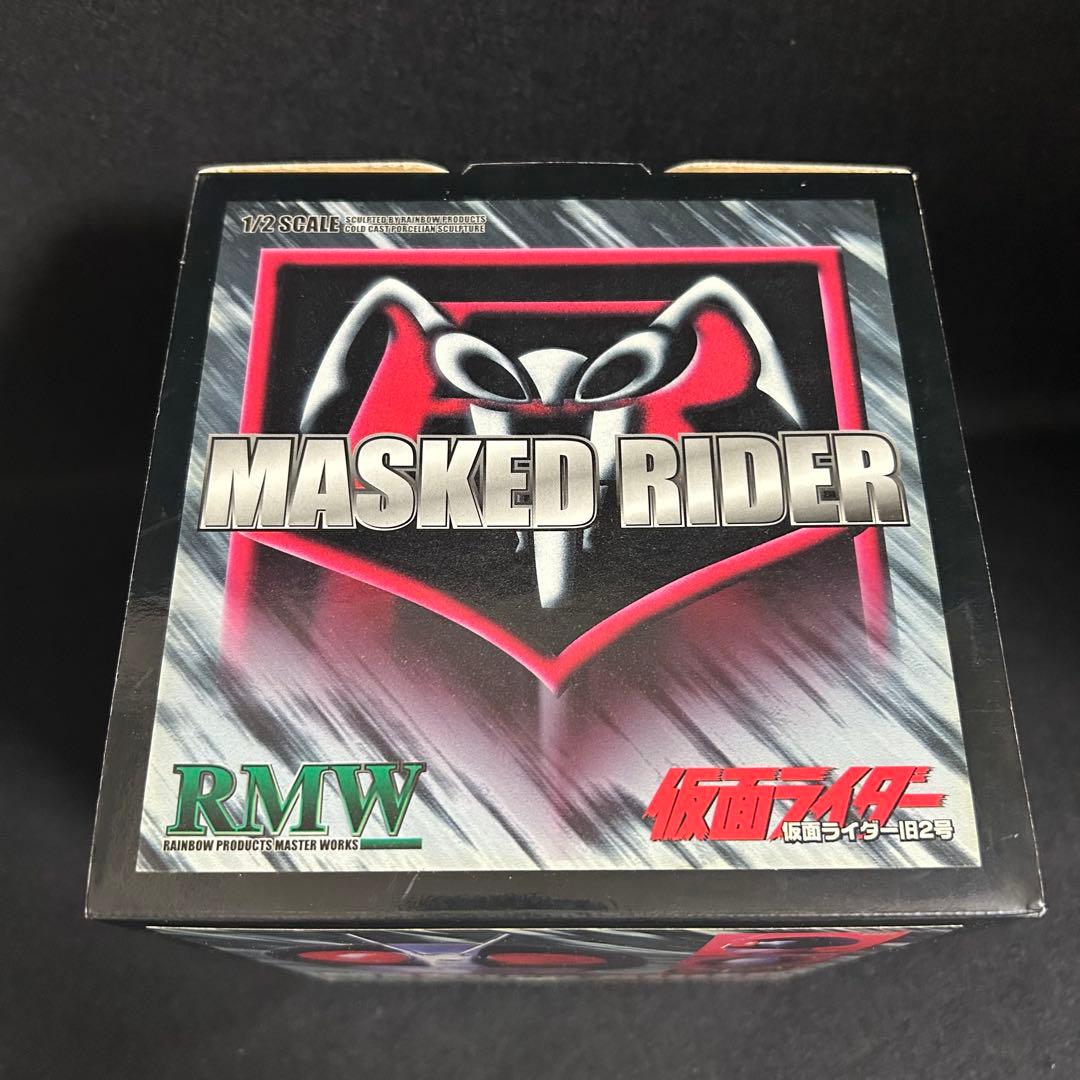 1/2 SCALE SCULPTED BY RAINBOW PRODUCTS
COLD CAST PORCELIAN SCULPTURE
MASKED RIDER
RMW
RAINBOW PRODUCTS MASTER WORKS
仮面ライダー
仮面ライダー旧2号